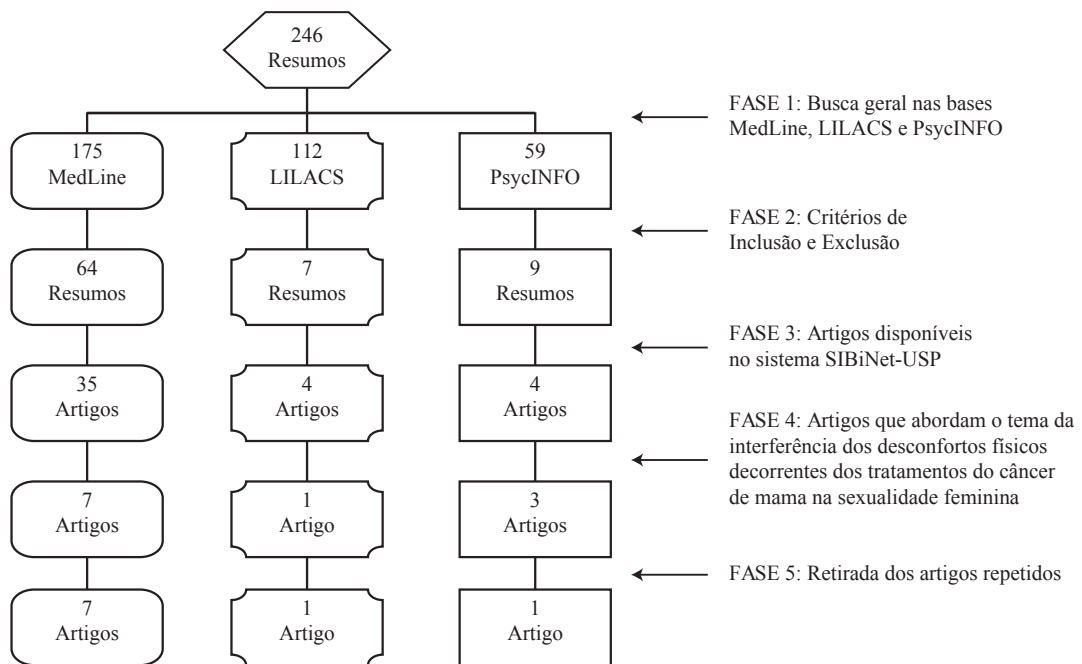 246
Resumos
FASE 1: Busca geral nas bases
MedLine, LILACS e PsycINFO
175
MedLine
112
LILACS
59
PsycINFO
FASE 2: Critérios de
Inclusão e Exclusão
64
Resumos
7
Resumos
9
Resumos
FASE 3: Artigos disponíveis
no sistema SIBiNet-USP
35
Artigos
4
Artigos
4
Artigos
FASE 4: Artigos que abordam o tema da
interferência dos desconfortos físicos
decorrentes dos tratamentos do câncer
de mama na sexualidade feminina
7
Artigos
1
Artigo
3
Artigos
FASE 5: Retirada dos artigos repetidos
7
Artigos
1
Artigo
1
Artigo